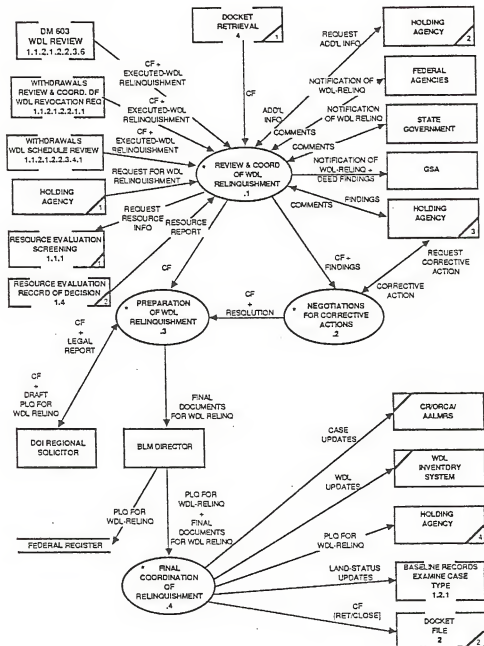 DM 603
WDL REVIEW
1.1.2.1.2.2.3.6
DOCKET
RETRIEVAL
4
1
REQUEST
ADD'L INFO
HOLDING
AGENCY
2
CF +
EXECUTED-WDL
RELINQUISHMENT
WITHDRAWALS
REVIEW & COORD. OF
WDL REVOCATION REQ
1.1.2.1.2.2.1.1
CF +
EXECUTED-WDL
RELINQUISHMENT
CF
ADD'L INFO
NOTIFICATION OF
WDL-RELINQ
FEDERAL
AGENCIES
NOTIFICATION
OF WDL RELINQ
COMMENTS
STATE
GOVERNMENT
WITHDRAWALS
WDL SCHEDULE REVIEW
1.1.2.1.2.2.3.4.1
CF +
EXECUTED-WDL
RELINQUISHMENT
COMMENTS
REQUEST FOR WDL
RELINQUISHMENT
* REVIEW & COORD
OF WDL
RELINQUISHMENT
.1
NOTIFICATION OF
WDL-RELINQ +
DEED FINDINGS
GSA
HOLDING
AGENCY
1
REQUEST
RESOURCE
INFO
RESOURCE
REPORT
COMMENTS
FINDINGS
HOLDING
AGENCY
3
RESOURCE EVALUATION
SCREENING
1.1.1
1
RESOURCE EVALUATION
RECORD OF DECISION
1.4
2
CF
CF +
FINDINGS
REQUEST
CORRECTIVE
ACTION
CORRECTIVE
ACTION
* PREPARATION
OF WDL
RELINQUISHMENT
.3
CF
+
RESOLUTION
* NEGOTIATIONS
FOR CORRECTIVE
ACTIONS
.2
CF
+
LEGAL
REPORT
CF
+
DRAFT
PLO FOR
WDL RELINQ
FINAL
DOCUMENTS
FOR WDL RELINQ
DOI REGIONAL
SOLICITOR
BLM DIRECTOR
CASE
UPDATES
CR/ORCA/
AALMRS
WDL
UPDATES
WDL
INVENTORY
SYSTEM
PLO FOR
WDL-RELINQ
PLO FOR
WDL-RELINQ
+
FINAL
DOCUMENTS
FOR WDL RELINQ
PLO FOR
WDL-RELINQ
HOLDING
AGENCY
4
FEDERAL REGISTER
* FINAL
COORDINATION
OF
RELINQUISHMENT
.4
LAND-STATUS
UPDATES
BASELINE RECORDS
EXAMINE CASE
TYPE
1.2.1
CF
[RET/CLOSE]
DOCKET
FILE
2
2